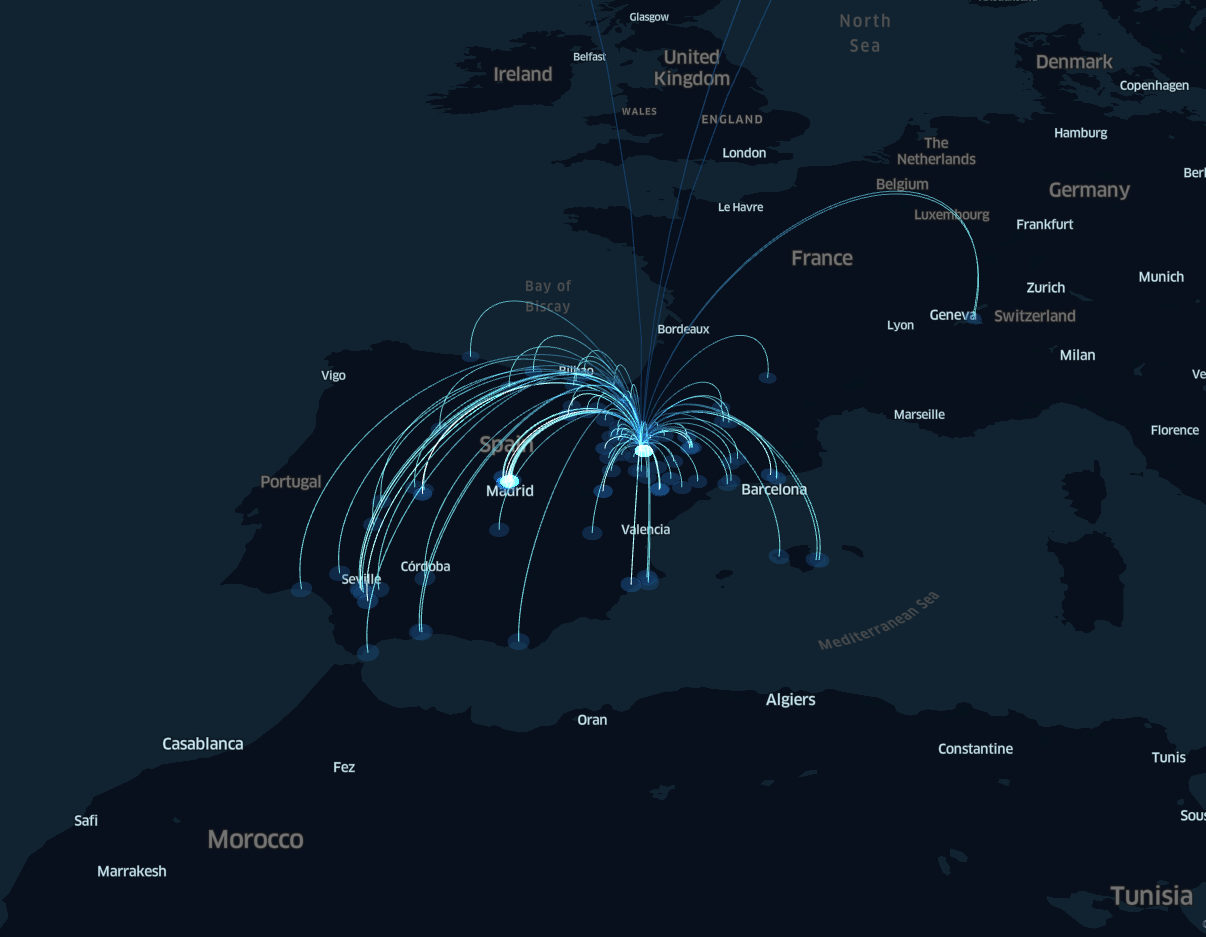 Glasgow
North
Sea
Belfast
United
Kingdom
Ireland
Denmark
Copenhagen
WALES
ENGLAND
Hamburg
London
The
Netherlands
Berl
Belgium
Germany
Le Havre
Luxembourg
Frankfurt
France
Munich
Bay of
Biscay
Zurich
Geneva
Switzerland
Bordeaux
Lyon
Milan
Bilbao
Vigo
Ve
Marseille
Florence
Spain
Portugal
Madrid
Barcelona
Valencia
Córdoba
Seville
Mediterranean Sea
Algiers
Oran
Casablanca
Constantine
Tunis
Fez
Safi
Sous
Morocco
Marrakesh
Tunisia